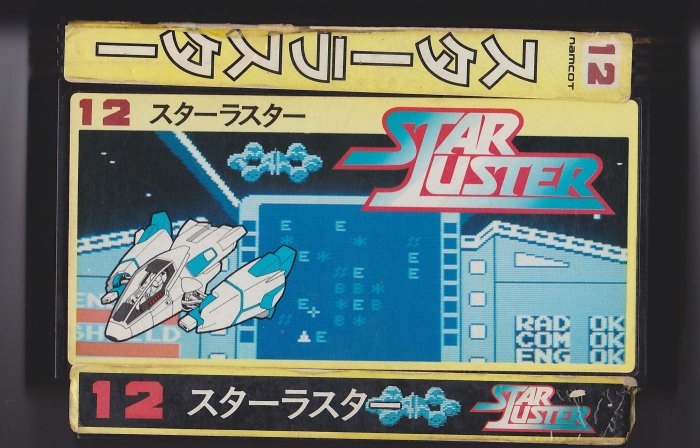 スターラスター
12
namcot
12 スターラスター
STAR
LUSTER
E E
E E
E E
B
E B B
E B
E
EN
SHIELD
RAD OK
COM OK
ENG OK
12 スターラスター
STAR
LUSTER